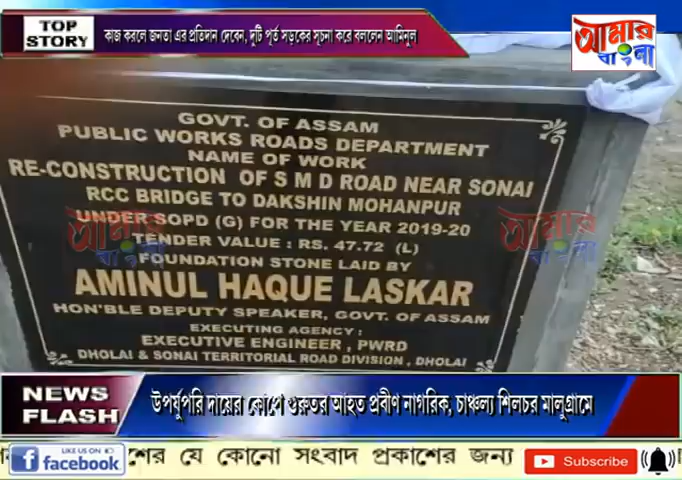 TOP
STORY
কাজ করলে জনতা এর প্রতিদান দেবেন, দুটি পূর্ত সড়কের সূচনা করে বললেন আমিনুল
আমার
বাংলা
GOVT. OF ASSAM
PUBLIC WORKS ROADS DEPARTMENT
NAME OF WORK
RE-CONSTRUCTION OF S M D ROAD NEAR SONAI
RCC BRIDGE TO DAKSHIN MOHANPUR
UNDER SOPD (G) FOR THE YEAR 2019-20
TENDER VALUE : RS. 47.72 (L)
FOUNDATION STONE LAID BY
AMINUL HAQUE LASKAR
HON'BLE DEPUTY SPEAKER, GOVT. OF ASSAM
EXECUTING AGENCY :
EXECUTIVE ENGINEER , PWRD
DHOLAI & SONAI TERRITORIAL ROAD DIVISION , DHOLAI
আমার
বাংলা
আমার
বাংলা
NEWS
FLASH
উপর্যুপরি দায়ের কোপে গুরুতর আহত প্রবীণ নাগরিক, চাঞ্চল্য শিলচর মালুগ্রামে
LIKE US ON
facebook
শের যে কোনো সংবাদ প্রকাশের জন্য
Subscribe